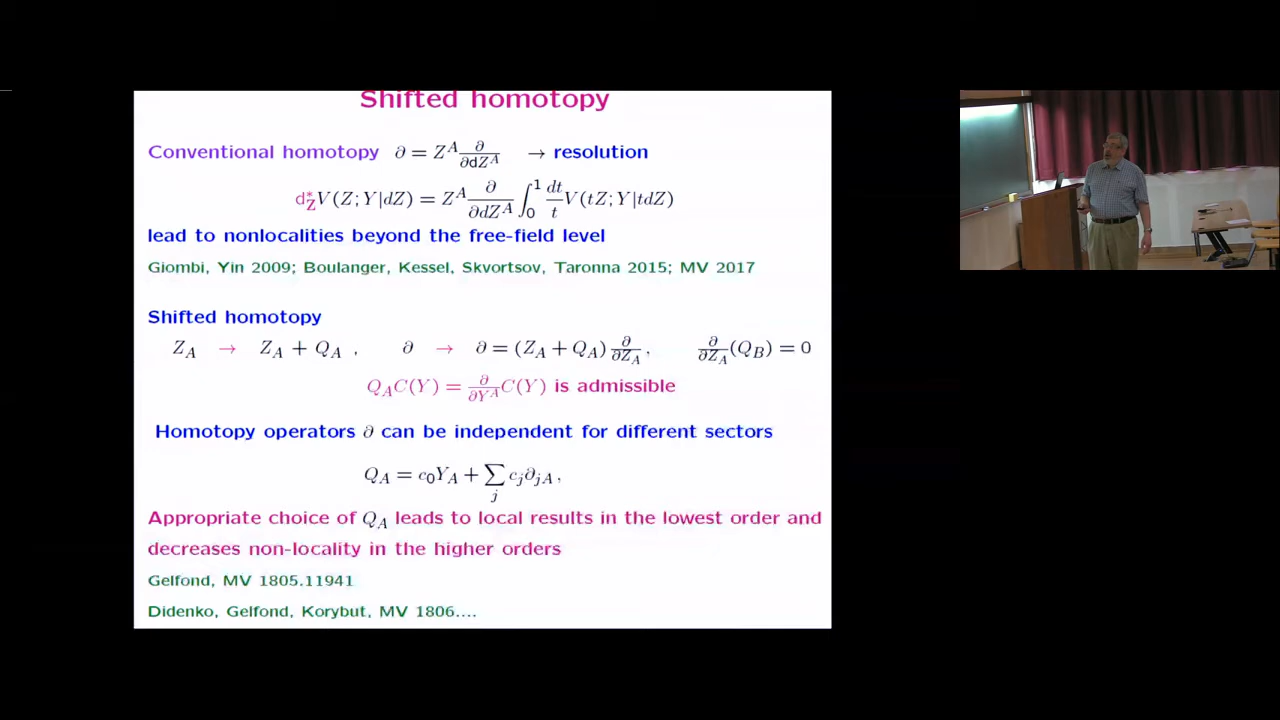 Shifted homotopy
Conventional homotopy ∂ = Z^A ∂/∂dZ^A → resolution
d*_Z V(Z; Y|dZ) = Z^A ∂/∂dZ^A ∫_0^1 dt/t V(tZ; Y|tdZ)
lead to nonlocalities beyond the free-field level
Giombi, Yin 2009; Boulanger, Kessel, Skvortsov, Taronna 2015; MV 2017
Shifted homotopy
Z_A → Z_A + Q_A , ∂ → ∂ = (Z_A + Q_A) ∂/∂Z_A , ∂/∂Z_A (Q_B) = 0
Q_A C(Y) = ∂/∂Y^A C(Y) is admissible
Homotopy operators ∂ can be independent for different sectors
Q_A = c_0 Y_A + ∑_j c_j ∂_{jA} ,
Appropriate choice of Q_A leads to local results in the lowest order and
decreases non-locality in the higher orders
Gelfond, MV 1805.11941
Didenko, Gelfond, Korybut, MV 1806....